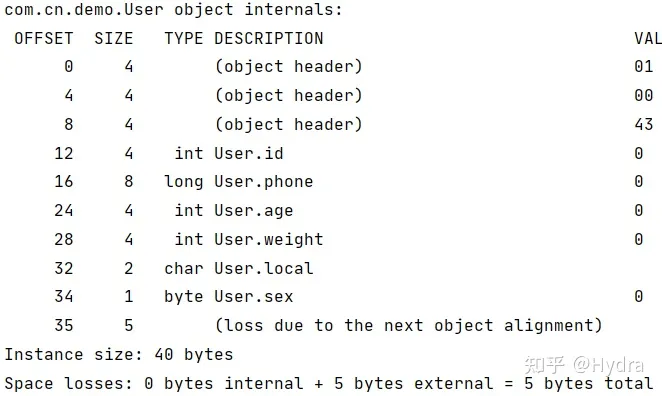 com.cn.demo.User object internals:
OFFSET  SIZE   TYPE DESCRIPTION                               VAL
     0     4        (object header)                           01
     4     4        (object header)                           00
     8     4        (object header)                           43
    12     4    int User.id                                   0
    16     8   long User.phone                                0
    24     4    int User.age                                  0
    28     4    int User.weight                               0
    32     2   char User.local
    34     1   byte User.sex                                  0
    35     5        (loss due to the next object alignment)
Instance size: 40 bytes
Space losses: 0 bytes internal + 5 bytes external = 5 bytes total
知乎 @Hydra